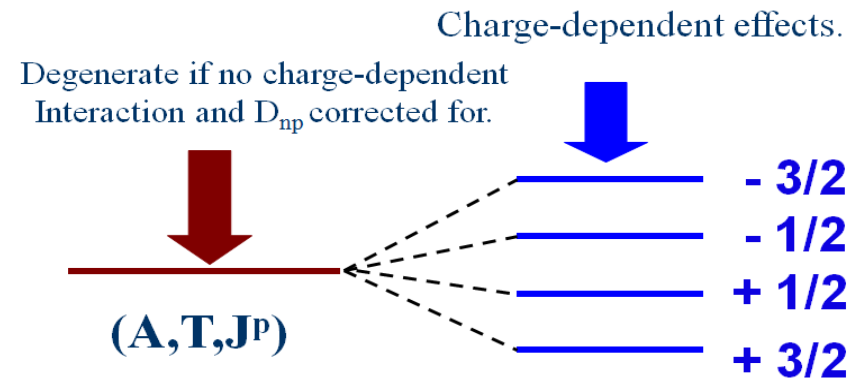 Charge-dependent effects.
Degenerate if no charge-dependent
Interaction and Dnp corrected for.
- 3/2
- 1/2
+ 1/2
+ 3/2
(A,T,Jp)